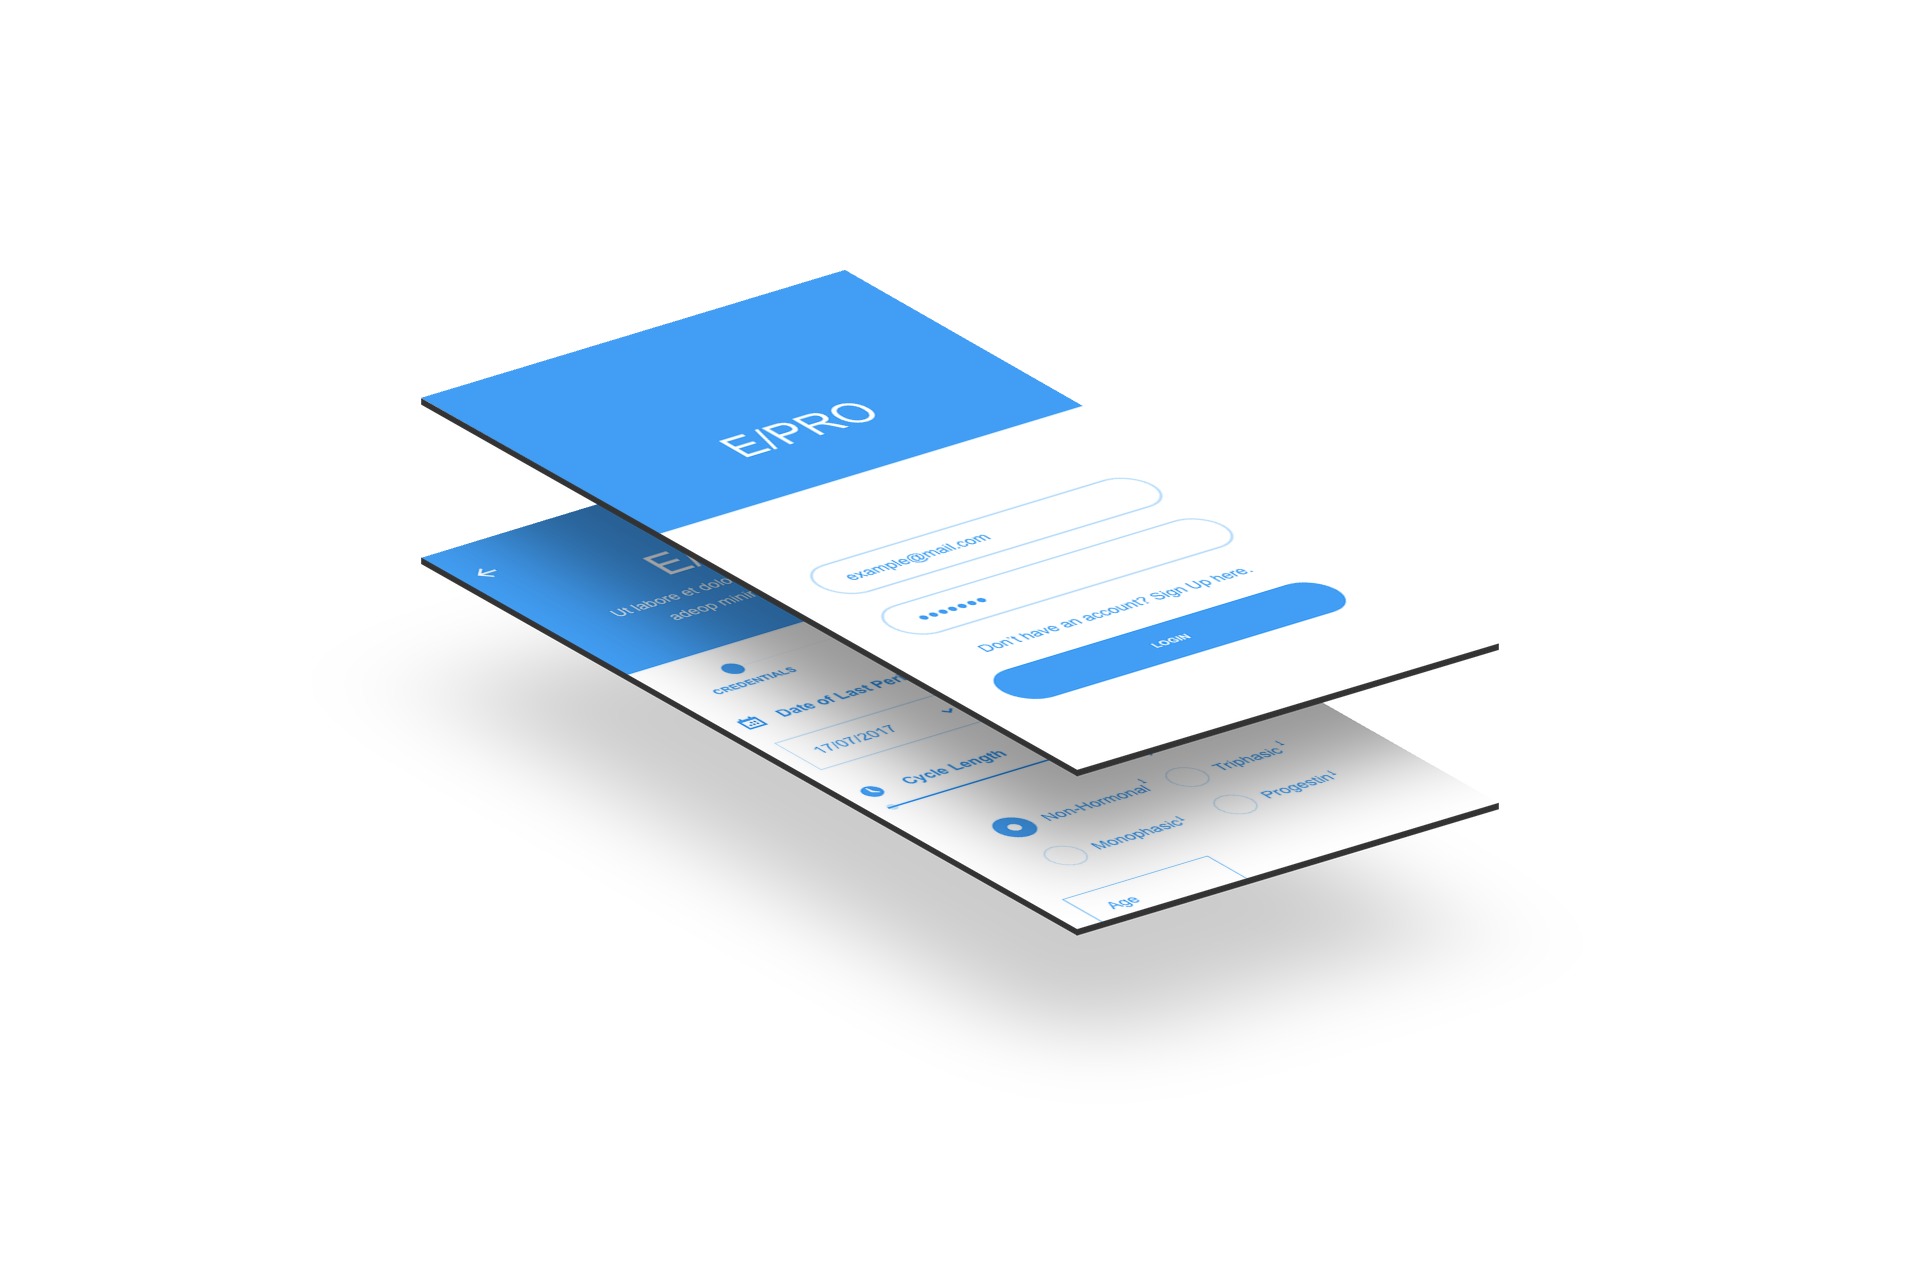 E/PRO
example@mail.com
Don't have an account? Sign Up here.
LOGIN
E/
Ut labore et dolo
adeop minim
CREDENTIALS
Date of Last Per
17/07/2017
Cycle Length
Non-Hormonal¹
Triphasic¹
Monophasic¹
Progestin¹
Age